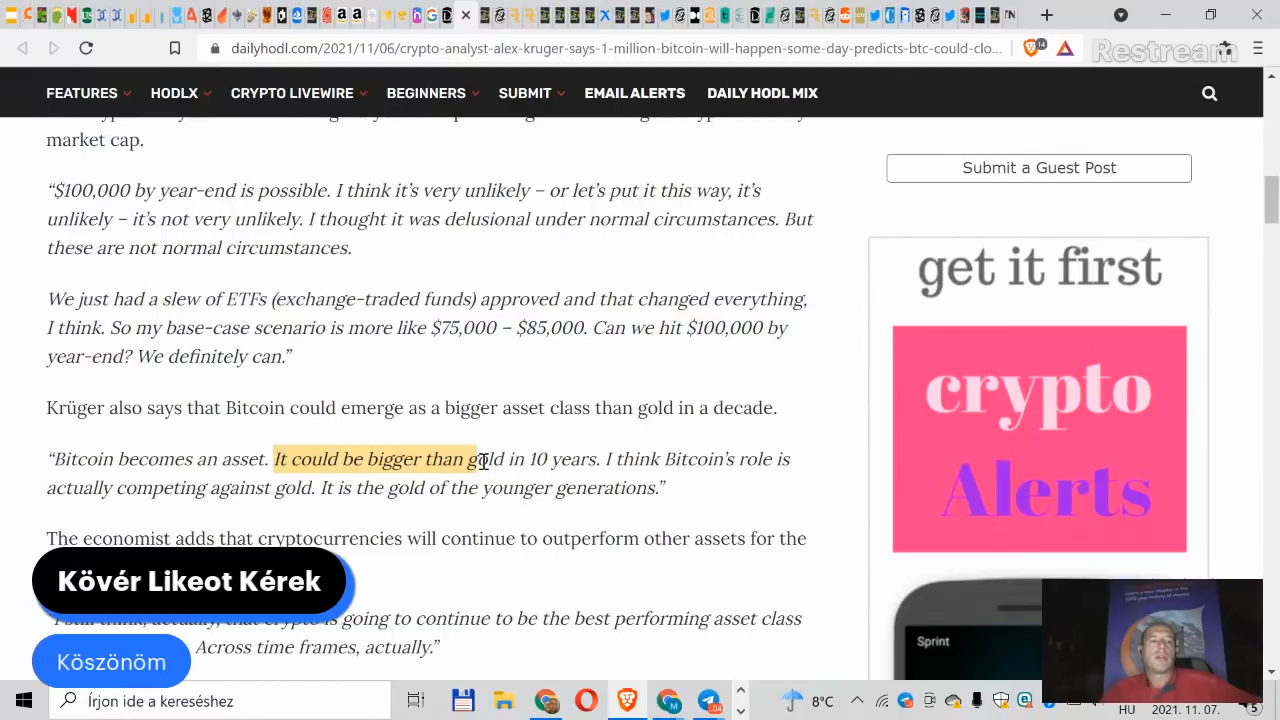 dailyhodl.com/2021/11/06/crypto-analyst-alex-kruger-says-1-million-bitcoin-will-happen-some-day-predicts-btc-could-clo...
14
Restream
FEATURES HODLX CRYPTO LIVEWIRE BEGINNERS SUBMIT EMAIL ALERTS DAILY HODL MIX
market cap.
“$100,000 by year-end is possible. I think it’s very unlikely – or let’s put it this way, it’s
unlikely – it’s not very unlikely. I thought it was delusional under normal circumstances. But
these are not normal circumstances.
We just had a slew of ETFs (exchange-traded funds) approved and that changed everything,
I think. So my base-case scenario is more like $75,000 – $85,000. Can we hit $100,000 by
year-end? We definitely can.”
Krüger also says that Bitcoin could emerge as a bigger asset class than gold in a decade.
“Bitcoin becomes an asset. It could be bigger than gold in 10 years. I think Bitcoin’s role is
actually competing against gold. It is the gold of the younger generations.”
The economist adds that cryptocurrencies will continue to outperform other assets for the
going to continue to be the best performing asset class
Across time frames, actually.”
Submit a Guest Post
get it first
crypto
Alerts
Sprint
Kövér Likeot Kérek
Köszönöm
Írjon ide a kereséshez
8°C
HU
2021. 11. 07.